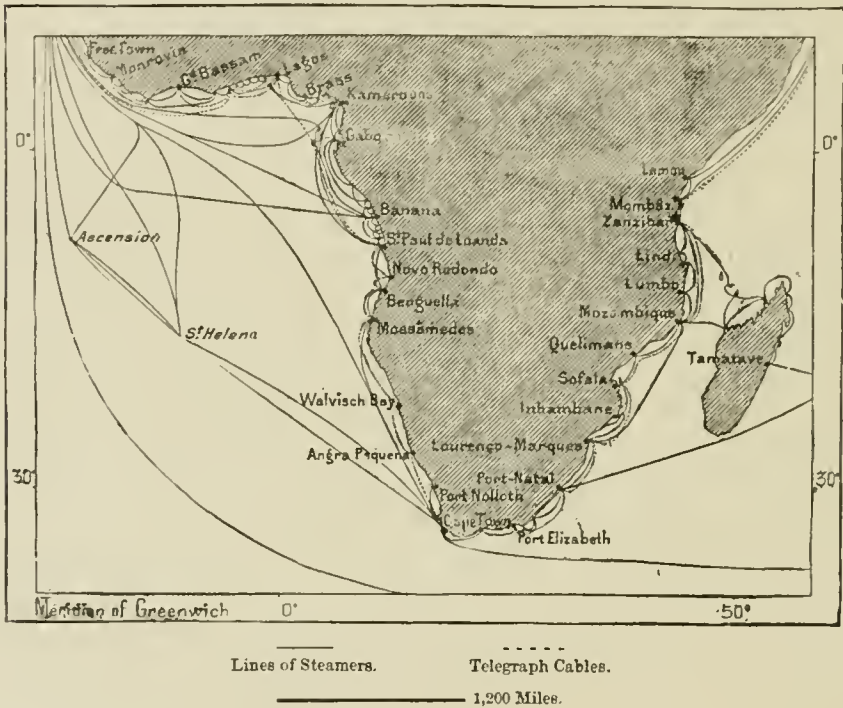 Free Town
Monrovia
Gd. Bassam
Lagos
Brass
Kameroons
Gabo
0°
0°
Lamou
Banana
Mombaz
Zanzibar
Ascension
St. Paul de Loanda
Lindi
Novo Redondo
Lumbo
Benguella
Mozambique
St. Helena
Mossamedes
Quelimane
Tamatave
Sofala
Walvisch Bay
Inhambane
Lourenço-Marques
Angra Pequena
Port-Natal
30°
30°
Port Nolloth
Cape Town
Port Elizabeth
Meridian of Greenwich 0° 50°
Lines of Steamers. Telegraph Cables.
1,200 Miles.